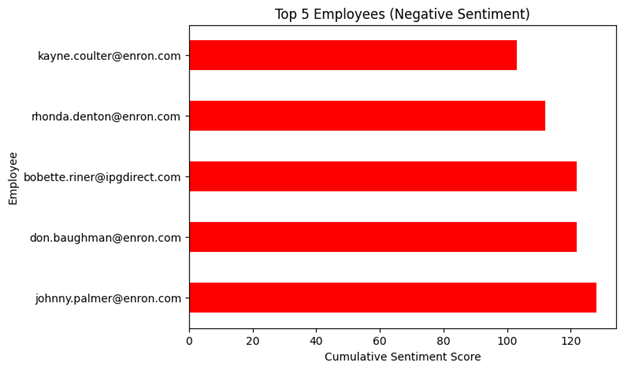 Top 5 Employees (Negative Sentiment)
kayne.coulter@enron.com
rhonda.denton@enron.com
bobette.riner@ipgdirect.com
don.baughman@enron.com
johnny.palmer@enron.com
Employee
0 20 40 60 80 100 120
Cumulative Sentiment Score